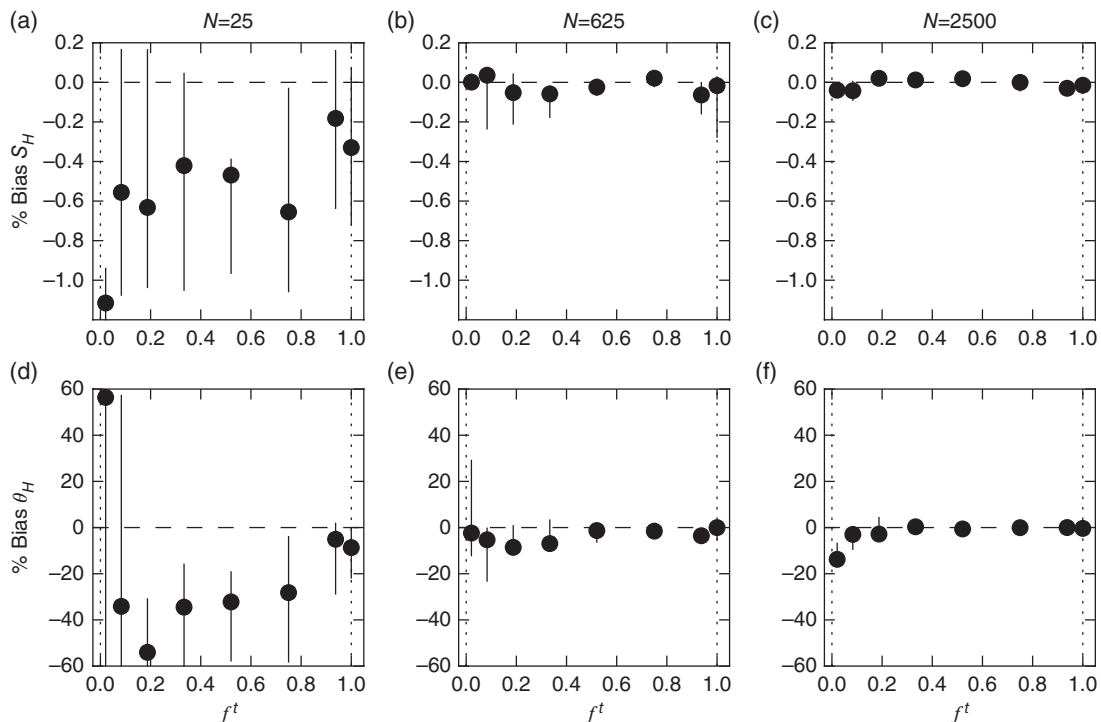 (a) N=25 (b) N=625 (c) N=2500
0.2 0.2 0.2
0.0 0.0 0.0
–0.2 –0.2 –0.2
–0.4 –0.4 –0.4
–0.6 –0.6 –0.6
–0.8 –0.8 –0.8
–1.0 –1.0 –1.0
% Bias S_H
0.0 0.2 0.4 0.6 0.8 1.0 0.0 0.2 0.4 0.6 0.8 1.0 0.0 0.2 0.4 0.6 0.8 1.0
(d) (e) (f)
60 60 60
40 40 40
20 20 20
0 0 0
–20 –20 –20
–40 –40 –40
–60 –60 –60
% Bias θ_H
0.0 0.2 0.4 0.6 0.8 1.0 0.0 0.2 0.4 0.6 0.8 1.0 0.0 0.2 0.4 0.6 0.8 1.0
f^t f^t f^t